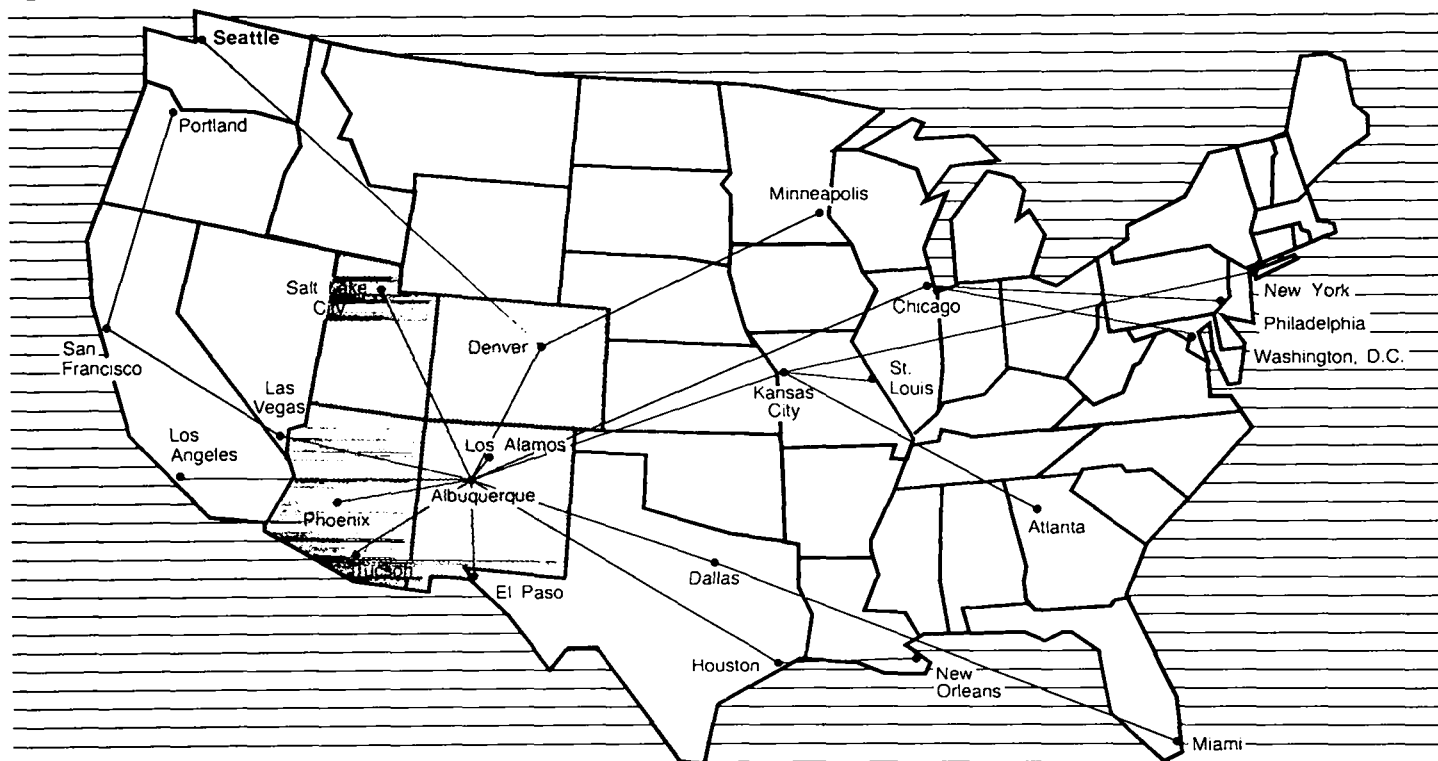 Seattle
Portland
Minneapolis
Salt Lake
City
Chicago
New York
Philadelphia
Washington, D.C.
San
Francisco
Denver
Las
Vegas
Kansas
City
St.
Louis
Los
Angeles
Los Alamos
Albuquerque
Phoenix
Atlanta
Tucson
El Paso
Dallas
Houston
New
Orleans
Miami